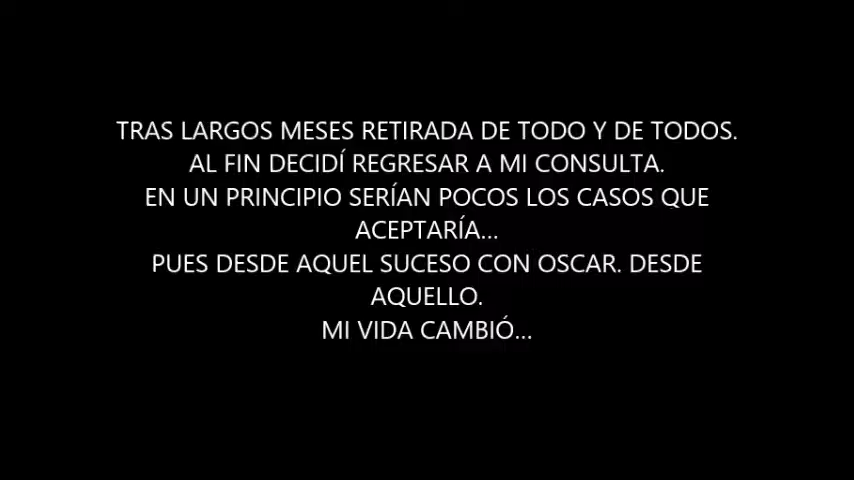 TRAS LARGOS MESES RETIRADA DE TODO Y DE TODOS.
AL FIN DECIDÍ REGRESAR A MI CONSULTA.
EN UN PRINCIPIO SERÍAN POCOS LOS CASOS QUE
ACEPTARÍA...
PUES DESDE AQUEL SUCESO CON OSCAR. DESDE
AQUELLO.
MI VIDA CAMBIÓ...